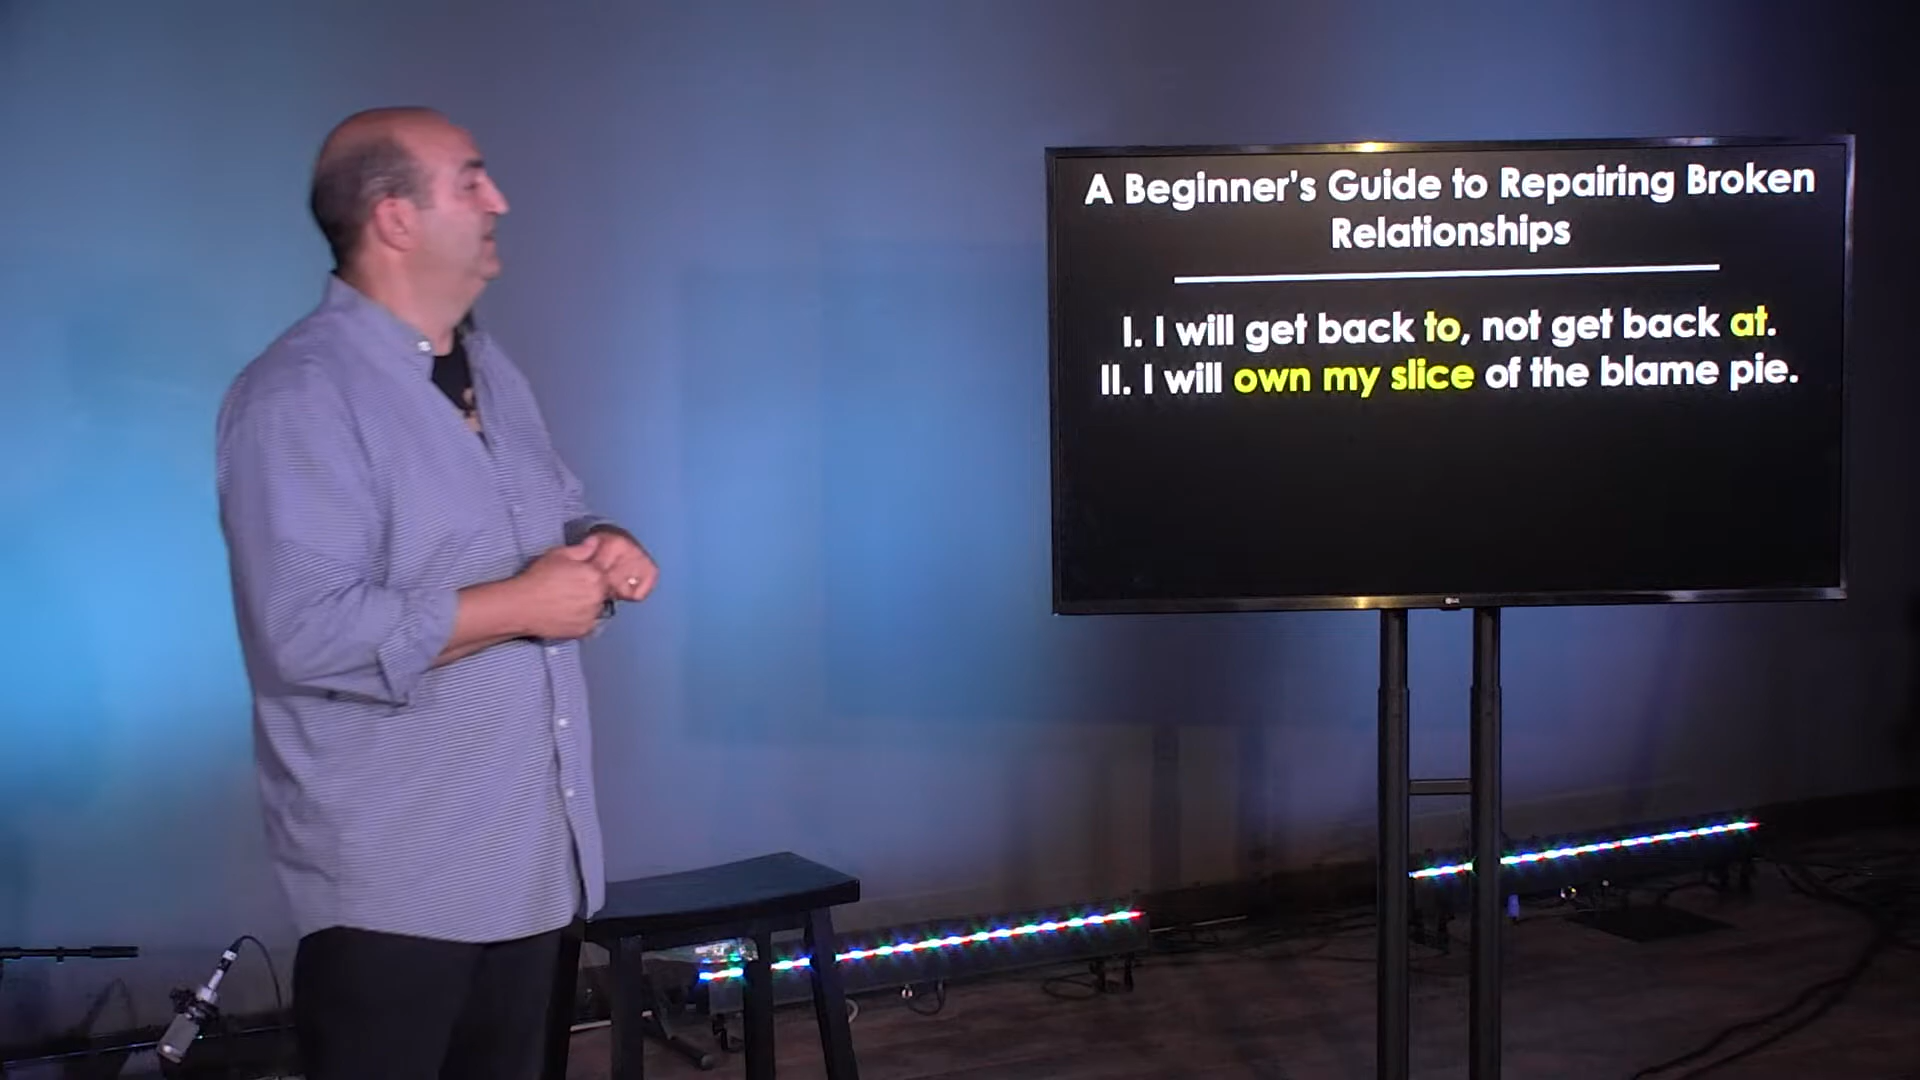 A Beginner's Guide to Repairing Broken
Relationships
I. I will get back to, not get back at.
II. I will own my slice of the blame pie.